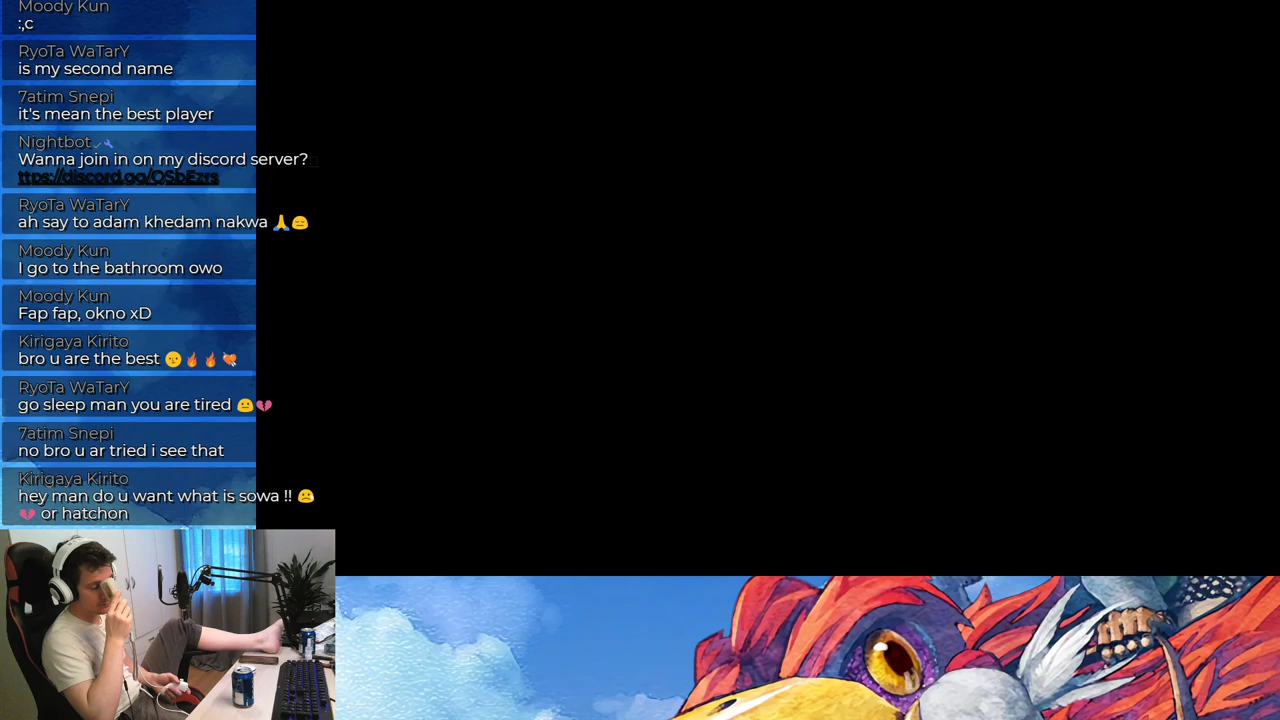 Moody Kun
:,c
RyoTa WaTarY
is my second name
7atim Snepi
it's mean the best player
Nightbot
Wanna join in on my discord server?
ttps://discord.gg/QSbEzrs
RyoTa WaTarY
ah say to adam khedam nakwa 🙏😑
Moody Kun
I go to the bathroom owo
Moody Kun
Fap fap, okno xD
Kirigaya Kirito
bro u are the best 🙂🔥🔥💘
RyoTa WaTarY
go sleep man you are tired 😐💔
7atim Snepi
no bro u ar tried i see that
Kirigaya Kirito
hey man do u want what is sowa !! 🙁
💔 or hatchon